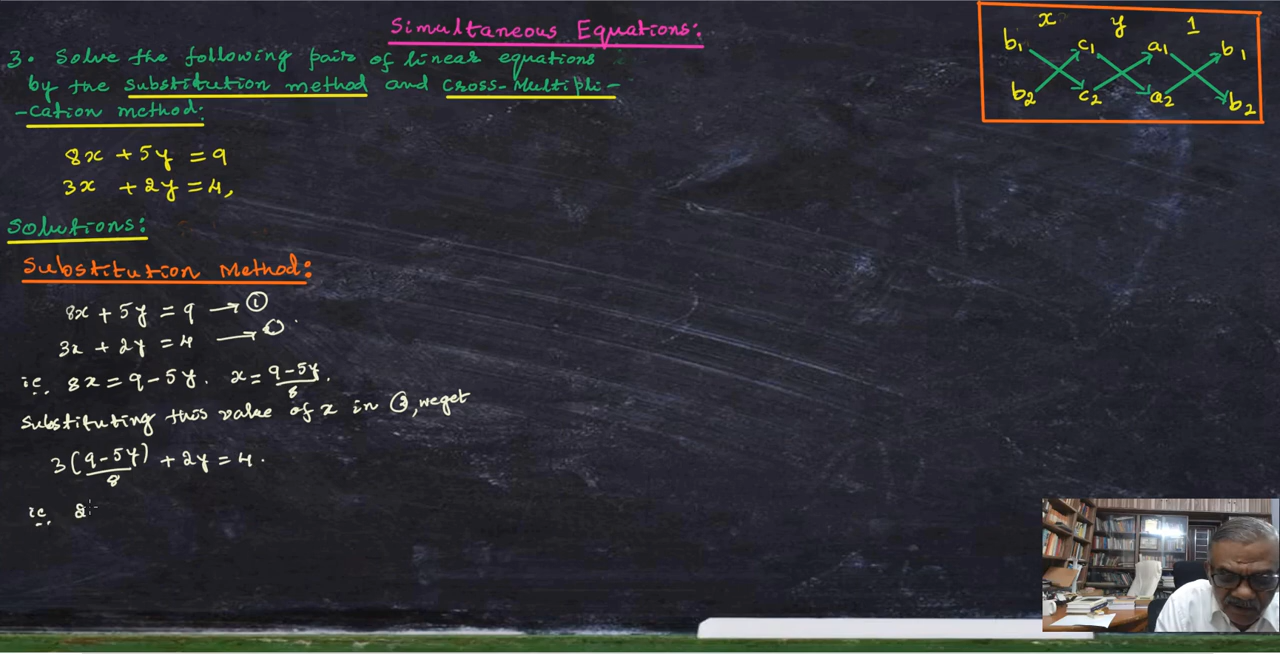 Simultaneous Equations:
3. Solve the following pair of linear equations
by the substitution method and cross-Multipli-
-cation method:
8x + 5y = 9
3x + 2y = 4,
Solutions:
Substitution Method:
8x + 5y = 9 → ①
3x + 2y = 4 →
ie. 8x = 9 - 5y. x = (9-5y)/8.
Substituting this value of x in ②, we get
3((9-5y)/8) + 2y = 4.
ie
x y 1
b1 c1 a1 b1
b2 c2 a2 b2